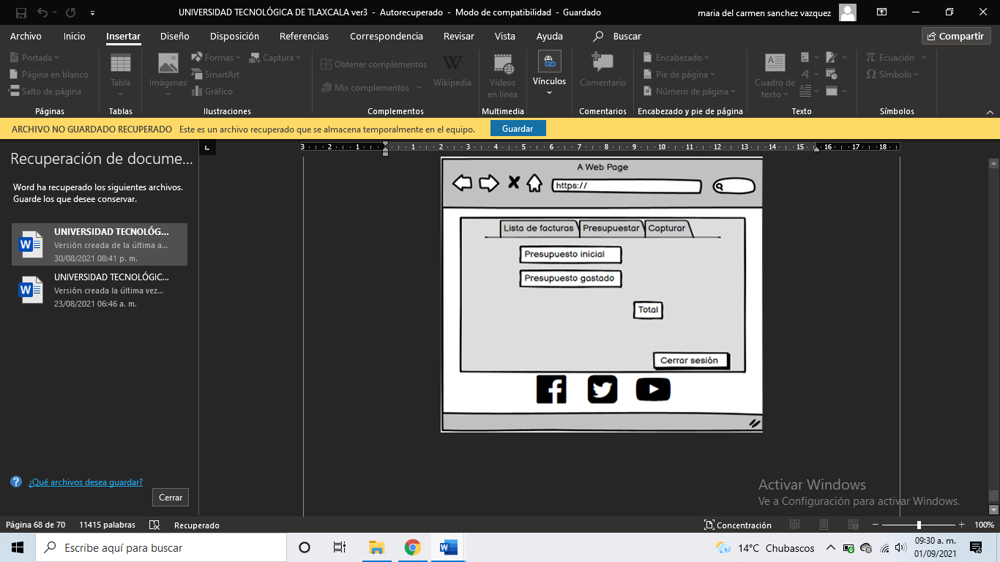 UNIVERSIDAD TECNOLÓGICA DE TLAXCALA ver3 - Autorecuperado - Modo de compatibilidad - Guardado
maria del carmen sanchez vazquez
Archivo Inicio Insertar Diseño Disposición Referencias Correspondencia Revisar Vista Ayuda Buscar Compartir
Portada
Página en blanco
Salto de página
Páginas
Tabla
Tablas
Imágenes
Formas
SmartArt
Gráfico
Captura
Ilustraciones
Obtener complementos
Mis complementos
Wikipedia
Complementos
Vídeos
en línea
Multimedia
Vínculos
Comentario
Comentarios
Encabezado
Pie de página
Número de página
Encabezado y pie de página
Cuadro de
texto
Texto
Ecuación
Símbolo
Símbolos
ARCHIVO NO GUARDADO RECUPERADO Este es un archivo recuperado que se almacena temporalmente en el equipo. Guardar
Recuperación de docume...
Word ha recuperado los siguientes archivos.
Guarde los que desee conservar.
UNIVERSIDAD TECNOLÓG...
Versión creada de la última a...
30/08/2021 08:41 p. m.
UNIVERSIDAD TECNOLÓGIC...
Versión creada la última vez...
23/08/2021 06:46 a. m.
¿Qué archivos desea guardar?
Cerrar
3 2 1 1 2 3 4 5 6 7 8 9 10 11 12 13 14 15 16 17 18
A Web Page
https://
Lista de facturas Presupuestar Capturar
Presupuesto inicial
Presupuesto gastado
Total
Cerrar sesión
Activar Windows
Ve a Configuración para activar Windows.
Página 68 de 70 11415 palabras Recuperado Concentración 100%
Escribe aquí para buscar
14°C Chubascos
09:30 a. m.
01/09/2021